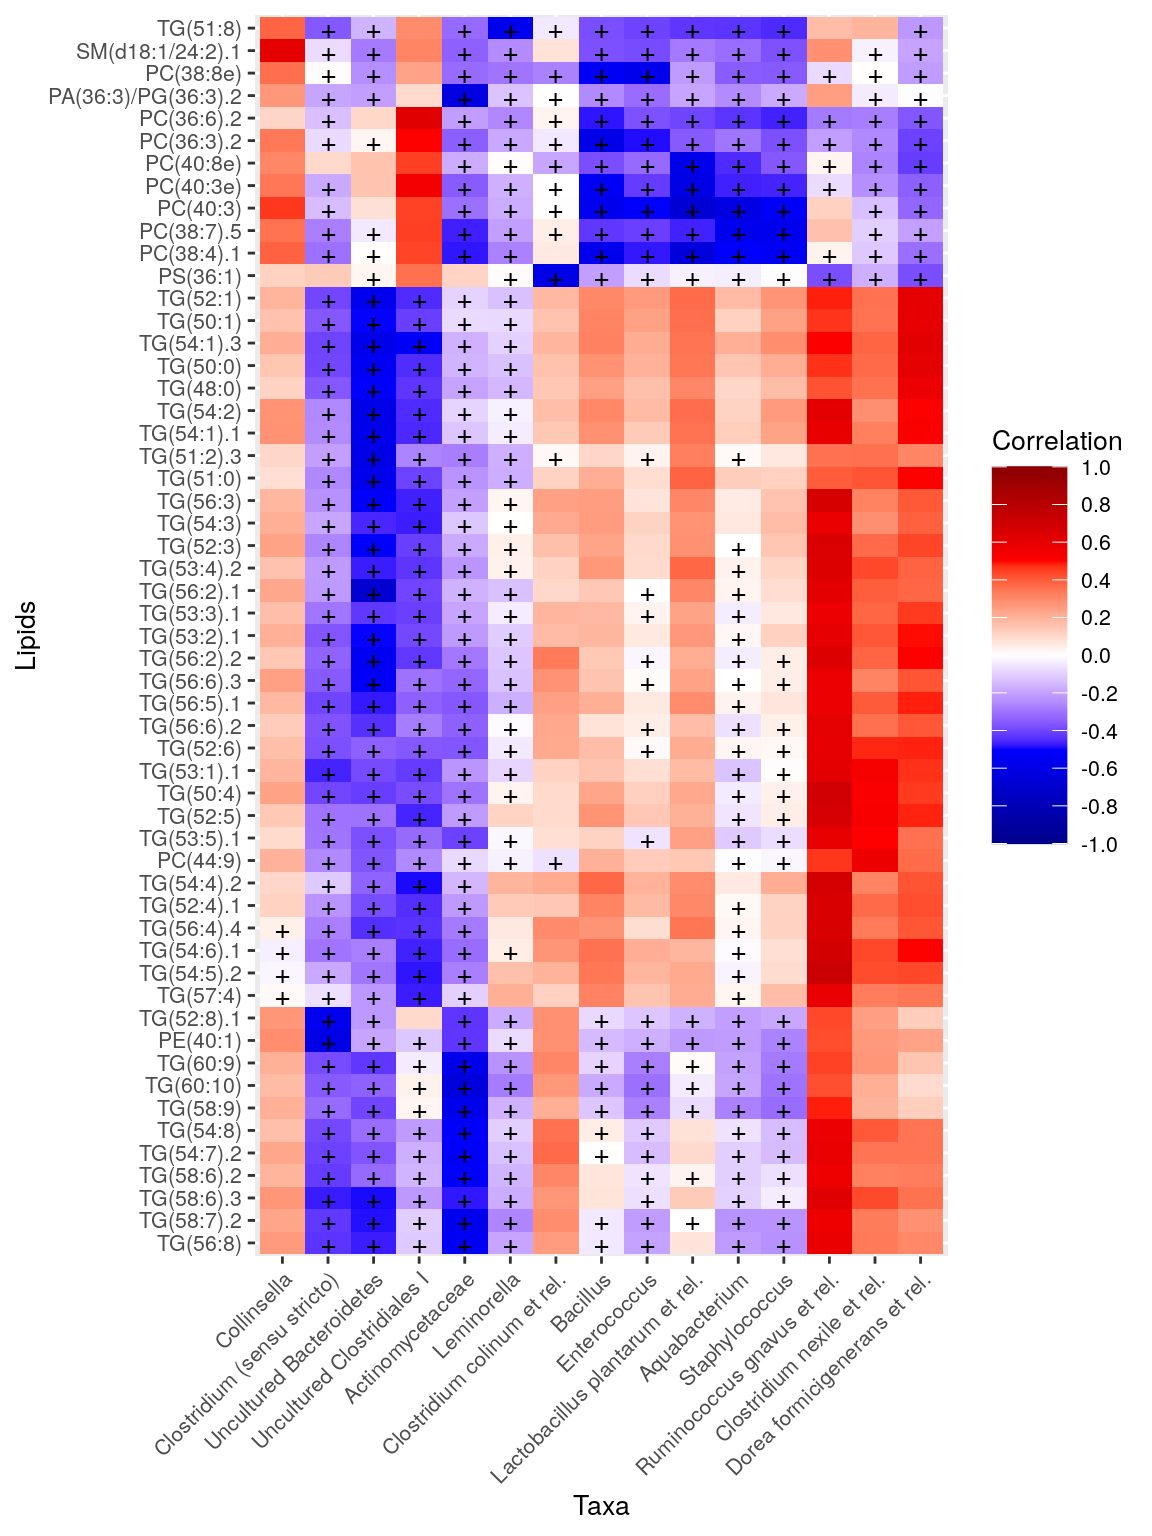 TG(51:8)
SM(d18:1/24:2).1
PC(38:8e)
PA(36:3)/PG(36:3).2
PC(36:6).2
PC(36:3).2
PC(40:8e)
PC(40:3e)
PC(40:3)
PC(38:7).5
PC(38:4).1
PS(36:1)
TG(52:1)
TG(50:1)
TG(54:1).3
TG(50:0)
TG(48:0)
TG(54:2)
TG(54:1).1
TG(51:2).3
TG(51:0)
TG(56:3)
TG(54:3)
TG(52:3)
TG(53:4).2
TG(56:2).1
TG(53:3).1
TG(53:2).1
TG(56:2).2
TG(56:6).3
TG(56:5).1
TG(56:6).2
TG(52:6)
TG(53:1).1
TG(50:4)
TG(52:5)
TG(53:5).1
PC(44:9)
TG(54:4).2
TG(52:4).1
TG(56:4).4
TG(54:6).1
TG(54:5).2
TG(57:4)
TG(52:8).1
PE(40:1)
TG(60:9)
TG(60:10)
TG(58:9)
TG(54:8)
TG(54:7).2
TG(58:6).2
TG(58:6).3
TG(58:7).2
TG(56:8)
Lipids
Collinsella
Clostridium (sensu stricto)
Uncultured Bacteroidetes
Uncultured Clostridiales I
Actinomycetaceae
Leminorella
Clostridium colinum et rel.
Bacillus
Enterococcus
Lactobacillus plantarum et rel.
Aquabacterium
Staphylococcus
Ruminococcus gnavus et rel.
Clostridium nexile et rel.
Dorea formicigenerans et rel.
Taxa
Correlation
1.0
0.8
0.6
0.4
0.2
0.0
-0.2
-0.4
-0.6
-0.8
-1.0